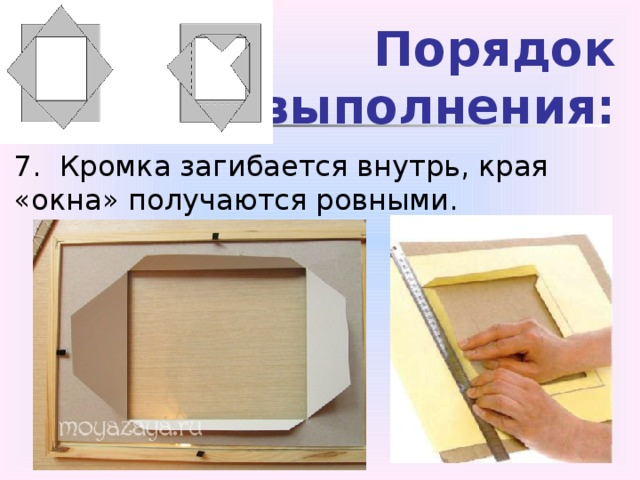 Порядок
выполнения:
7. Кромка загибается внутрь, края
«окна» получаются ровными.
moyazaya.ru